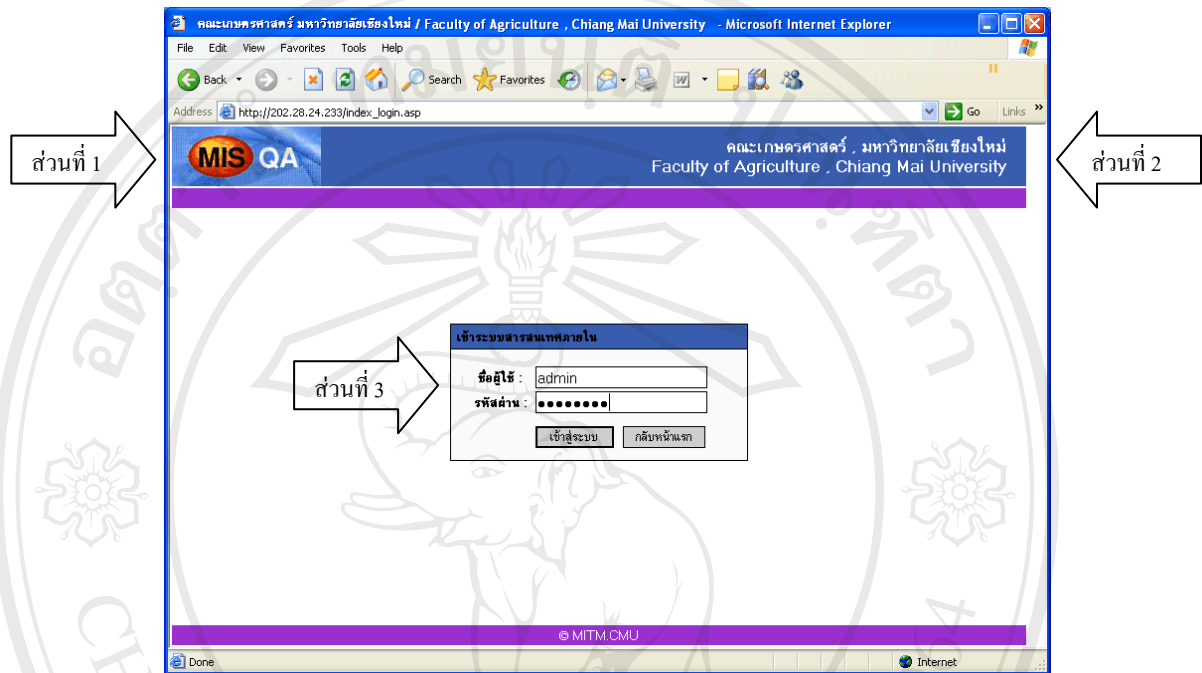 คณะเกษตรศาสตร์ มหาวิทยาลัยเชียงใหม่ / Faculty of Agriculture , Chiang Mai University - Microsoft Internet Explorer
File Edit View Favorites Tools Help
Back Search Favorites
Address http://202.28.24.233/index_login.asp Go Links »
ส่วนที่ 1
MIS QA
คณะเกษตรศาสตร์ , มหาวิทยาลัยเชียงใหม่
Faculty of Agriculture , Chiang Mai University
ส่วนที่ 2
เข้าระบบสารสนเทศภายใน
ส่วนที่ 3
ชื่อผู้ใช้ : admin
รหัสผ่าน : ●●●●●●●●
เข้าสู่ระบบ กลับหน้าแรก
© MITM.CMU
Done Internet